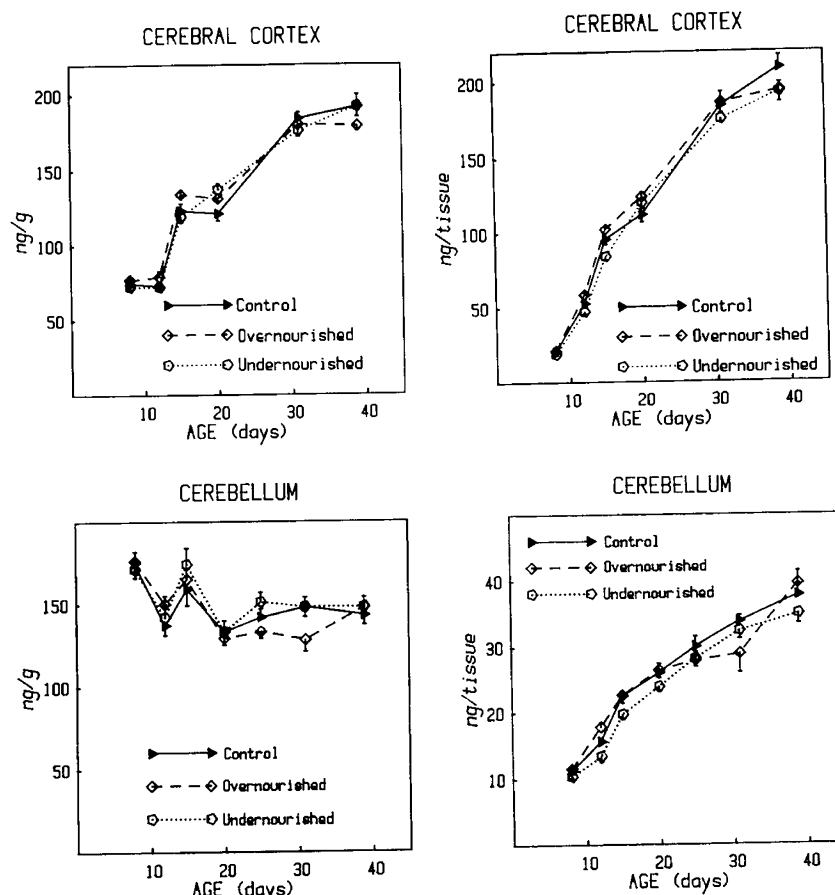 CEREBRAL CORTEX
200
150
100
50
ng/g
Control
Overnourished
Undernourished
10 20 30 40
AGE (days)
CEREBRAL CORTEX
200
150
100
50
ng/tissue
Control
Overnourished
Undernourished
10 20 30 40
AGE (days)
CEREBELLUM
150
100
50
ng/g
Control
Overnourished
Undernourished
10 20 30 40
AGE (days)
CEREBELLUM
40
30
20
10
ng/tissue
Control
Overnourished
Undernourished
10 20 30 40
AGE (days)